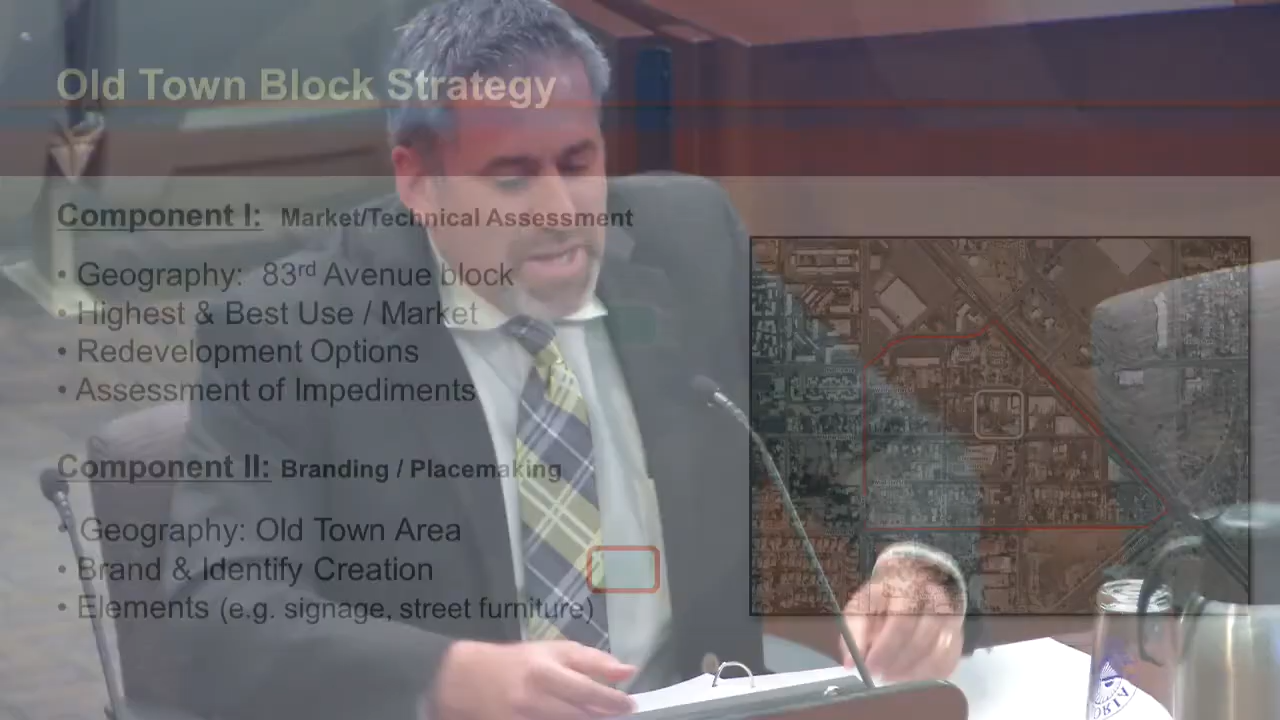 Old Town Block Strategy
Component I: Market/Technical Assessment
• Geography: 83rd Avenue block
• Highest & Best Use / Market
• Redevelopment Options
• Assessment of Impediments
Component II: Branding / Placemaking
• Geography: Old Town Area
• Brand & Identify Creation
• Elements (e.g. signage, street furniture)